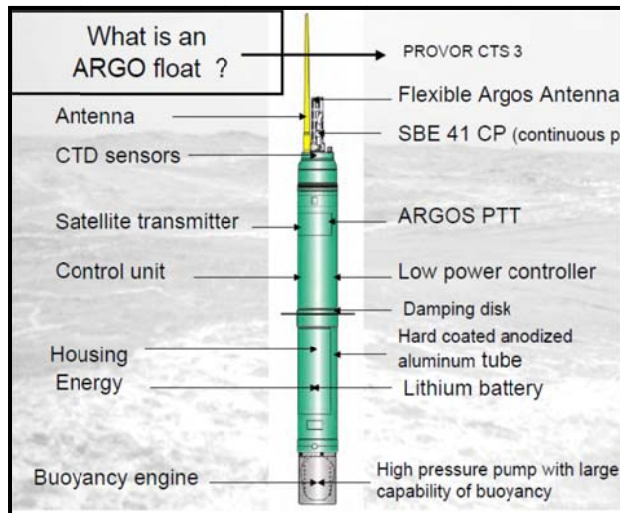 What is an
ARGO float ?
PROVOR CTS 3
Flexible Argos Antenna
Antenna
SBE 41 CP (continuous p
CTD sensors
ARGOS PTT
Satellite transmitter
Control unit
Low power controller
Damping disk
Hard coated anodized
aluminum tube
Housing
Energy
Lithium battery
Buoyancy engine
High pressure pump with large
capability of buoyancy